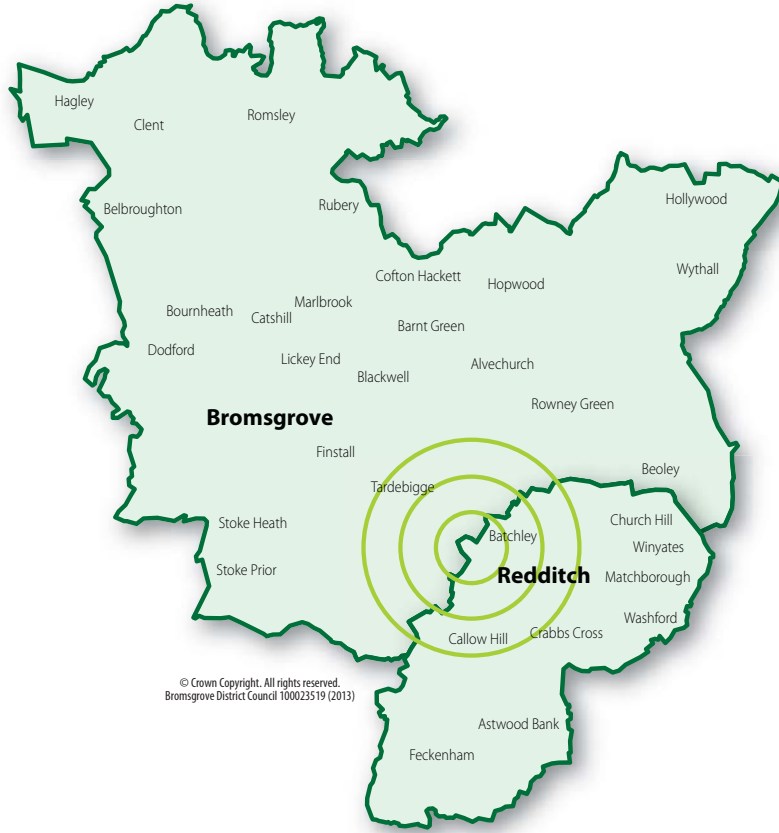 Hagley
Clent
Romsley
Belbroughton
Rubery
Hollywood
Cofton Hackett
Hopwood
Wythall
Bournheath
Catshill
Marlbrook
Barnt Green
Dodford
Lickey End
Blackwell
Alvechurch
Rowney Green
Bromsgrove
Finstall
Tardebigge
Beoley
Stoke Heath
Batchley
Church Hill
Winyates
Stoke Prior
Redditch
Matchborough
Washford
Callow Hill
Crabbs Cross
© Crown Copyright. All rights reserved.
Bromsgrove District Council 100023519 (2013)
Astwood Bank
Feckenham